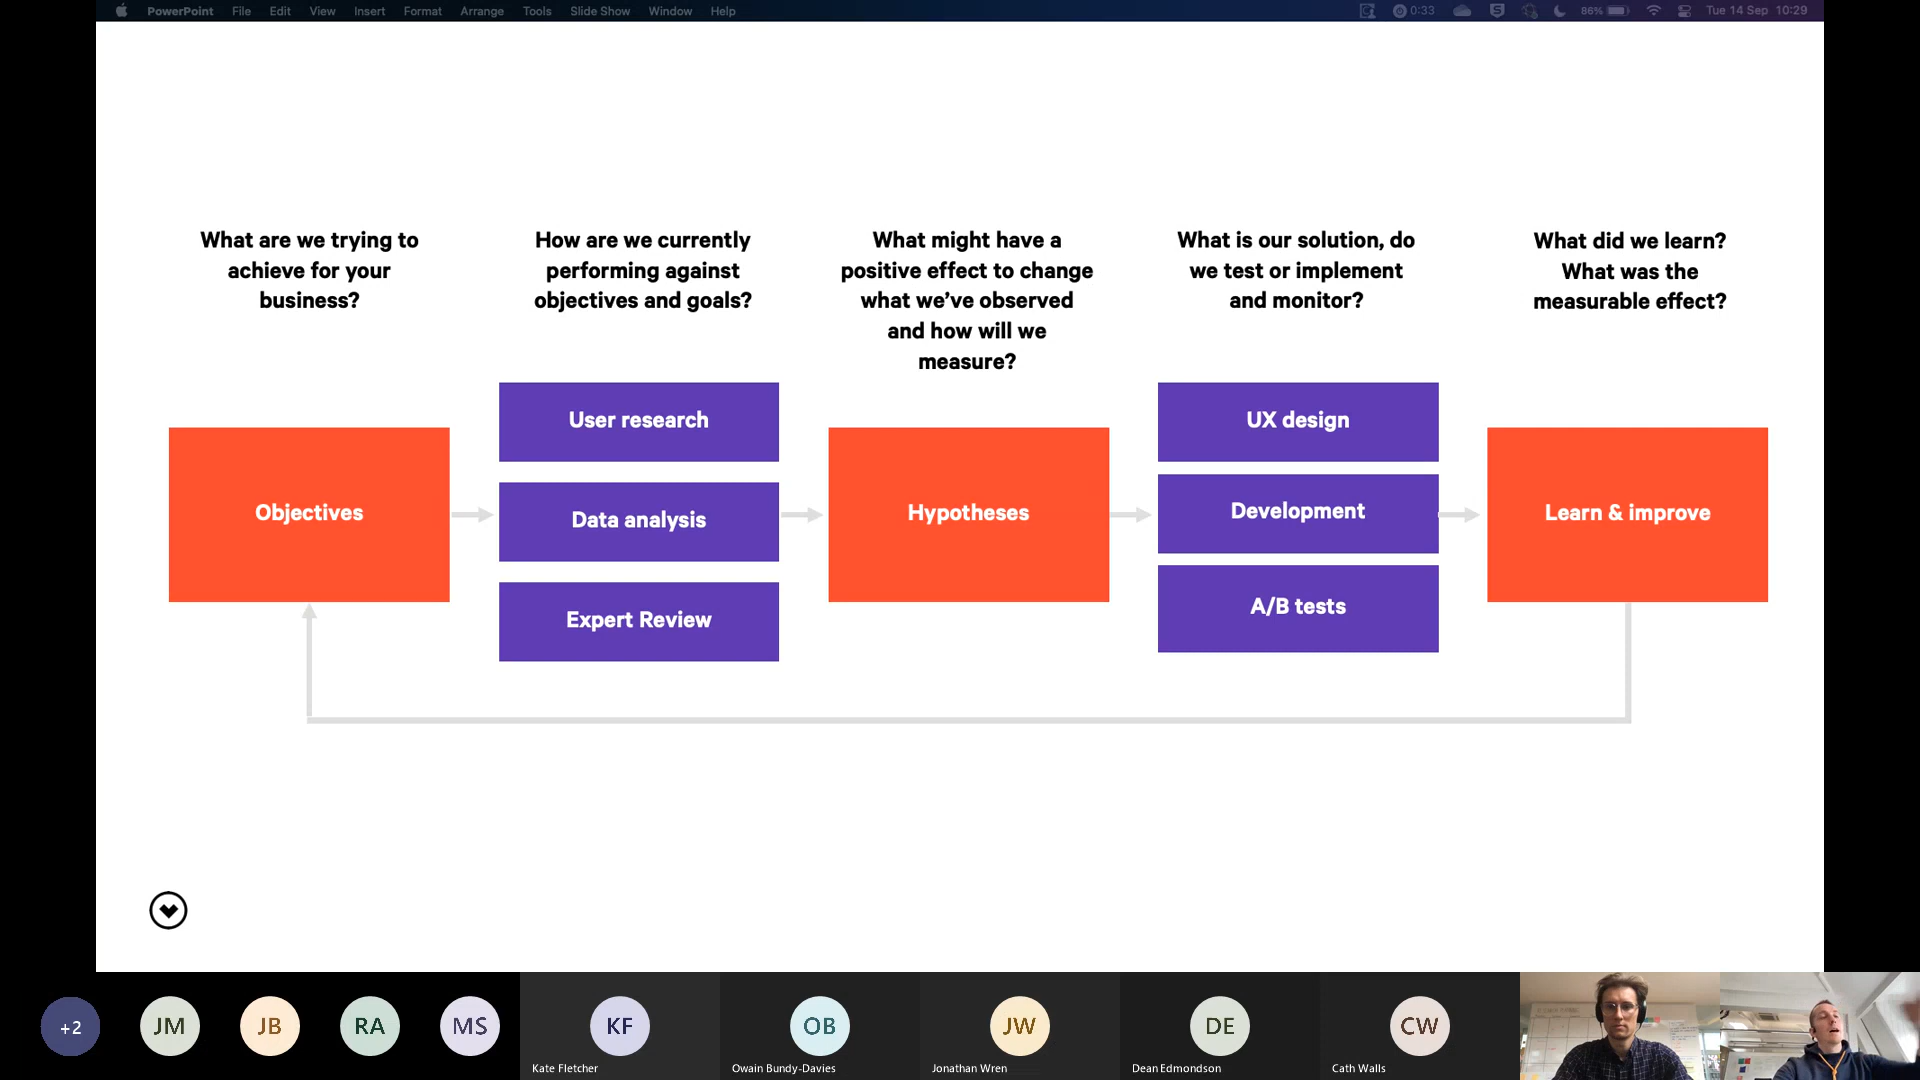 PowerPoint File Edit View Insert Format Arrange Tools Slide Show Window Help 0:33 86% Tue 14 Sep 10:29
What are we trying to
achieve for your
business?
How are we currently
performing against
objectives and goals?
What might have a
positive effect to change
what we’ve observed
and how will we
measure?
What is our solution, do
we test or implement
and monitor?
What did we learn?
What was the
measurable effect?
Objectives
User research
Data analysis
Expert Review
Hypotheses
UX design
Development
A/B tests
Learn & improve
+2
JM
JB
RA
MS
KF
Kate Fletcher
OB
Owain Bundy-Davies
JW
Jonathan Wren
DE
Dean Edmondson
CW
Cath Walls